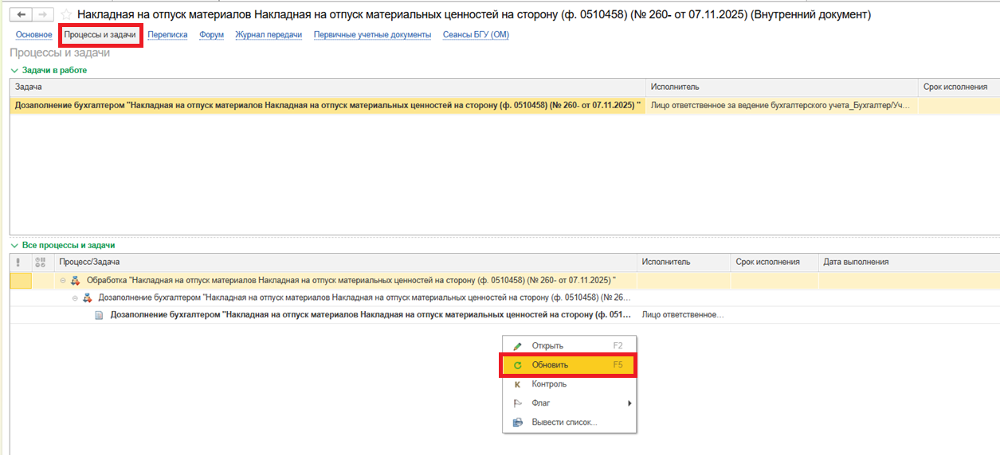 Накладная на отпуск материалов Накладная на отпуск материальных ценностей на сторону (ф. 0510458) (№ 260- от 07.11.2025) (Внутренний документ)
Основное Процессы и задачи Переписка Форум Журнал передачи Первичные учетные документы Сеансы БГУ (ОМ)
Процессы и задачи
Задачи в работе
Задача Исполнитель Срок исполнения
Дозаполнение бухгалтером "Накладная на отпуск материалов Накладная на отпуск материальных ценностей на сторону (ф. 0510458) (№ 260- от 07.11.2025) " Лицо ответственное за ведение бухгалтерского учета_Бухгалтер/Уч...
Все процессы и задачи
Процесс/Задача Исполнитель Срок исполнения Дата выполнения
Обработка "Накладная на отпуск материалов Накладная на отпуск материальных ценностей на сторону (ф. 0510458) (№ 260- от 07.11.2025) "
Дозаполнение бухгалтером "Накладная на отпуск материалов Накладная на отпуск материальных ценностей на сторону (ф. 0510458) (№ 26...
Дозаполнение бухгалтером "Накладная на отпуск материалов Накладная на отпуск материальных ценностей на сторону (ф. 051... Лицо ответственное...
Открыть F2
Обновить F5
К Контроль
Флаг
Вывести список...